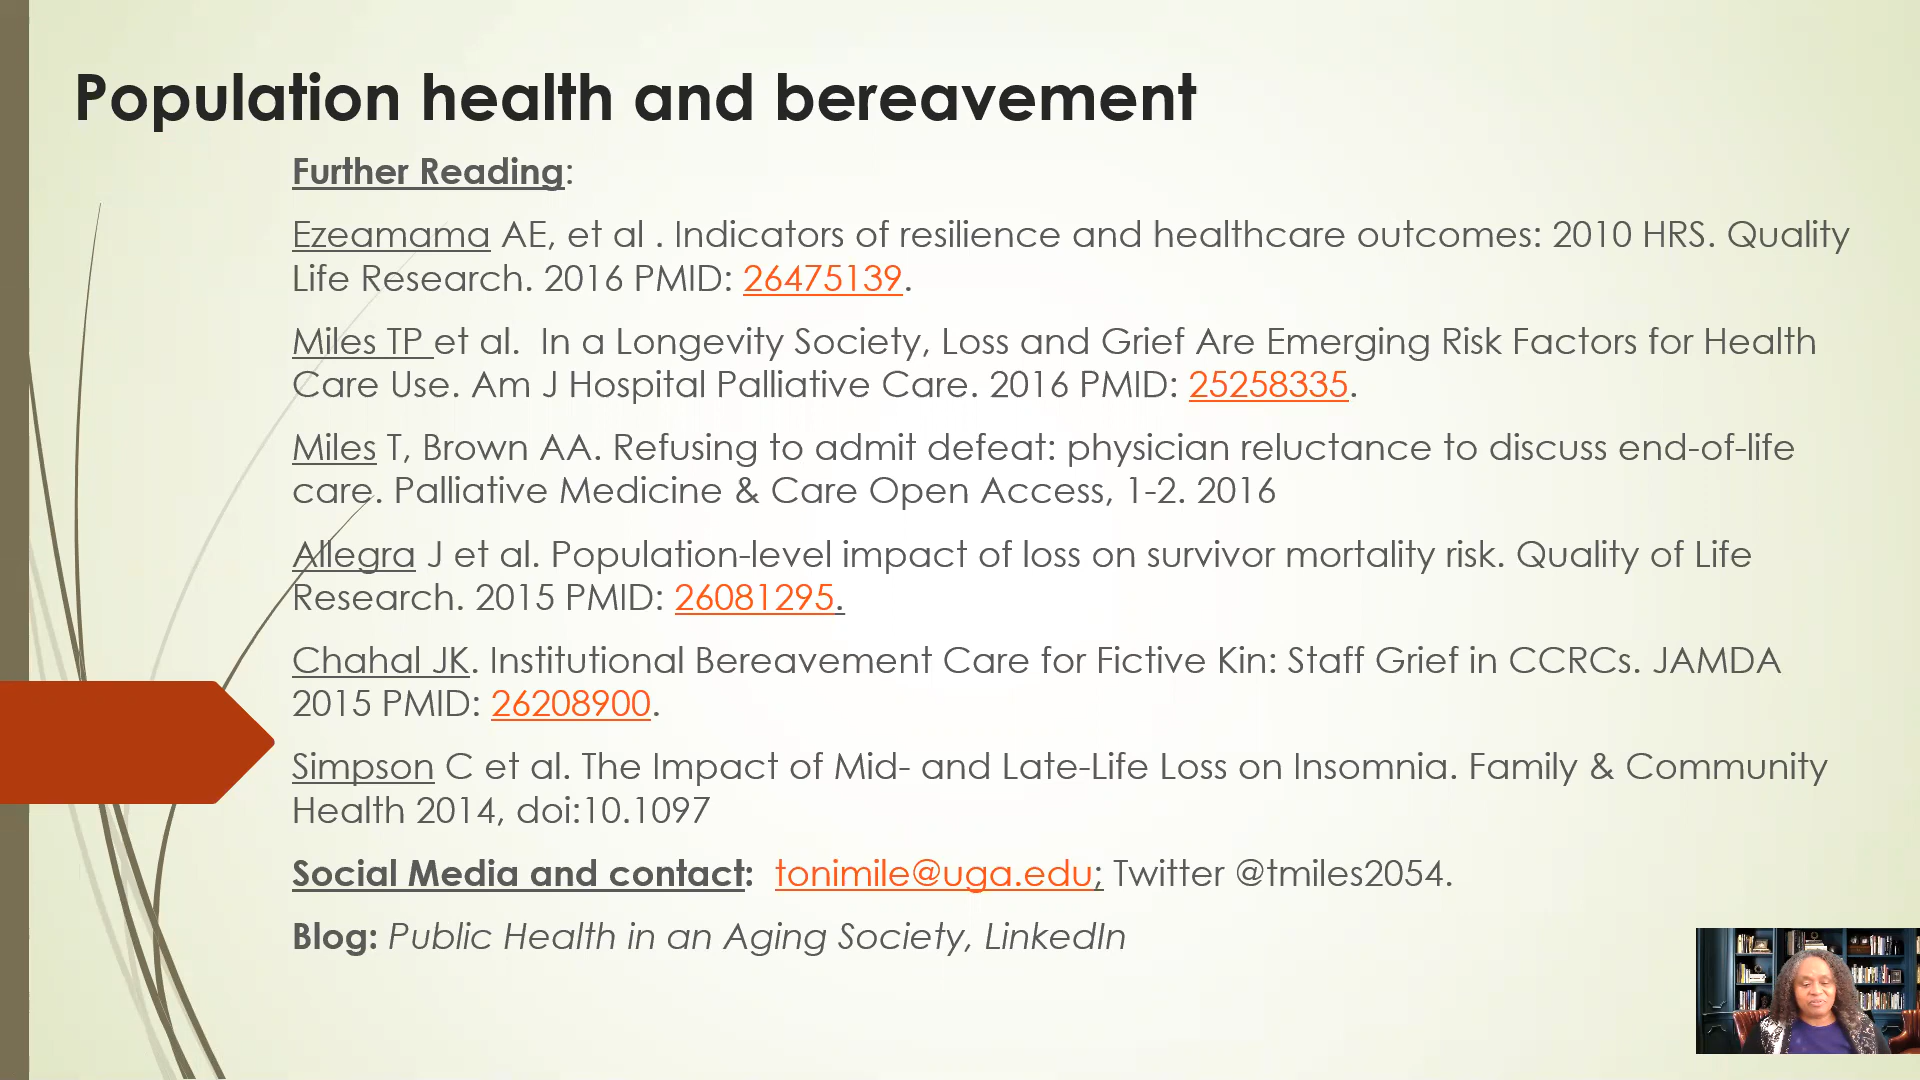 Population health and bereavement
Further Reading:
Ezeamama AE, et al . Indicators of resilience and healthcare outcomes: 2010 HRS. Quality
Life Research. 2016 PMID: 26475139.
Miles TP et al.  In a Longevity Society, Loss and Grief Are Emerging Risk Factors for Health
Care Use. Am J Hospital Palliative Care. 2016 PMID: 25258335.
Miles T, Brown AA. Refusing to admit defeat: physician reluctance to discuss end-of-life
care. Palliative Medicine & Care Open Access, 1-2. 2016
Allegra J et al. Population-level impact of loss on survivor mortality risk. Quality of Life
Research. 2015 PMID: 26081295.
Chahal JK. Institutional Bereavement Care for Fictive Kin: Staff Grief in CCRCs. JAMDA
2015 PMID: 26208900.
Simpson C et al. The Impact of Mid- and Late-Life Loss on Insomnia. Family & Community
Health 2014, doi:10.1097
Social Media and contact:  tonimile@uga.edu; Twitter @tmiles2054.
Blog: Public Health in an Aging Society, LinkedIn